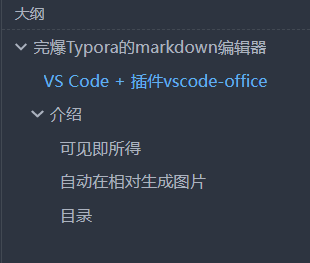 大纲
完爆Typora的markdown编辑器
VS Code + 插件vscode-office
介绍
可见即所得
自动在相对生成图片
目录